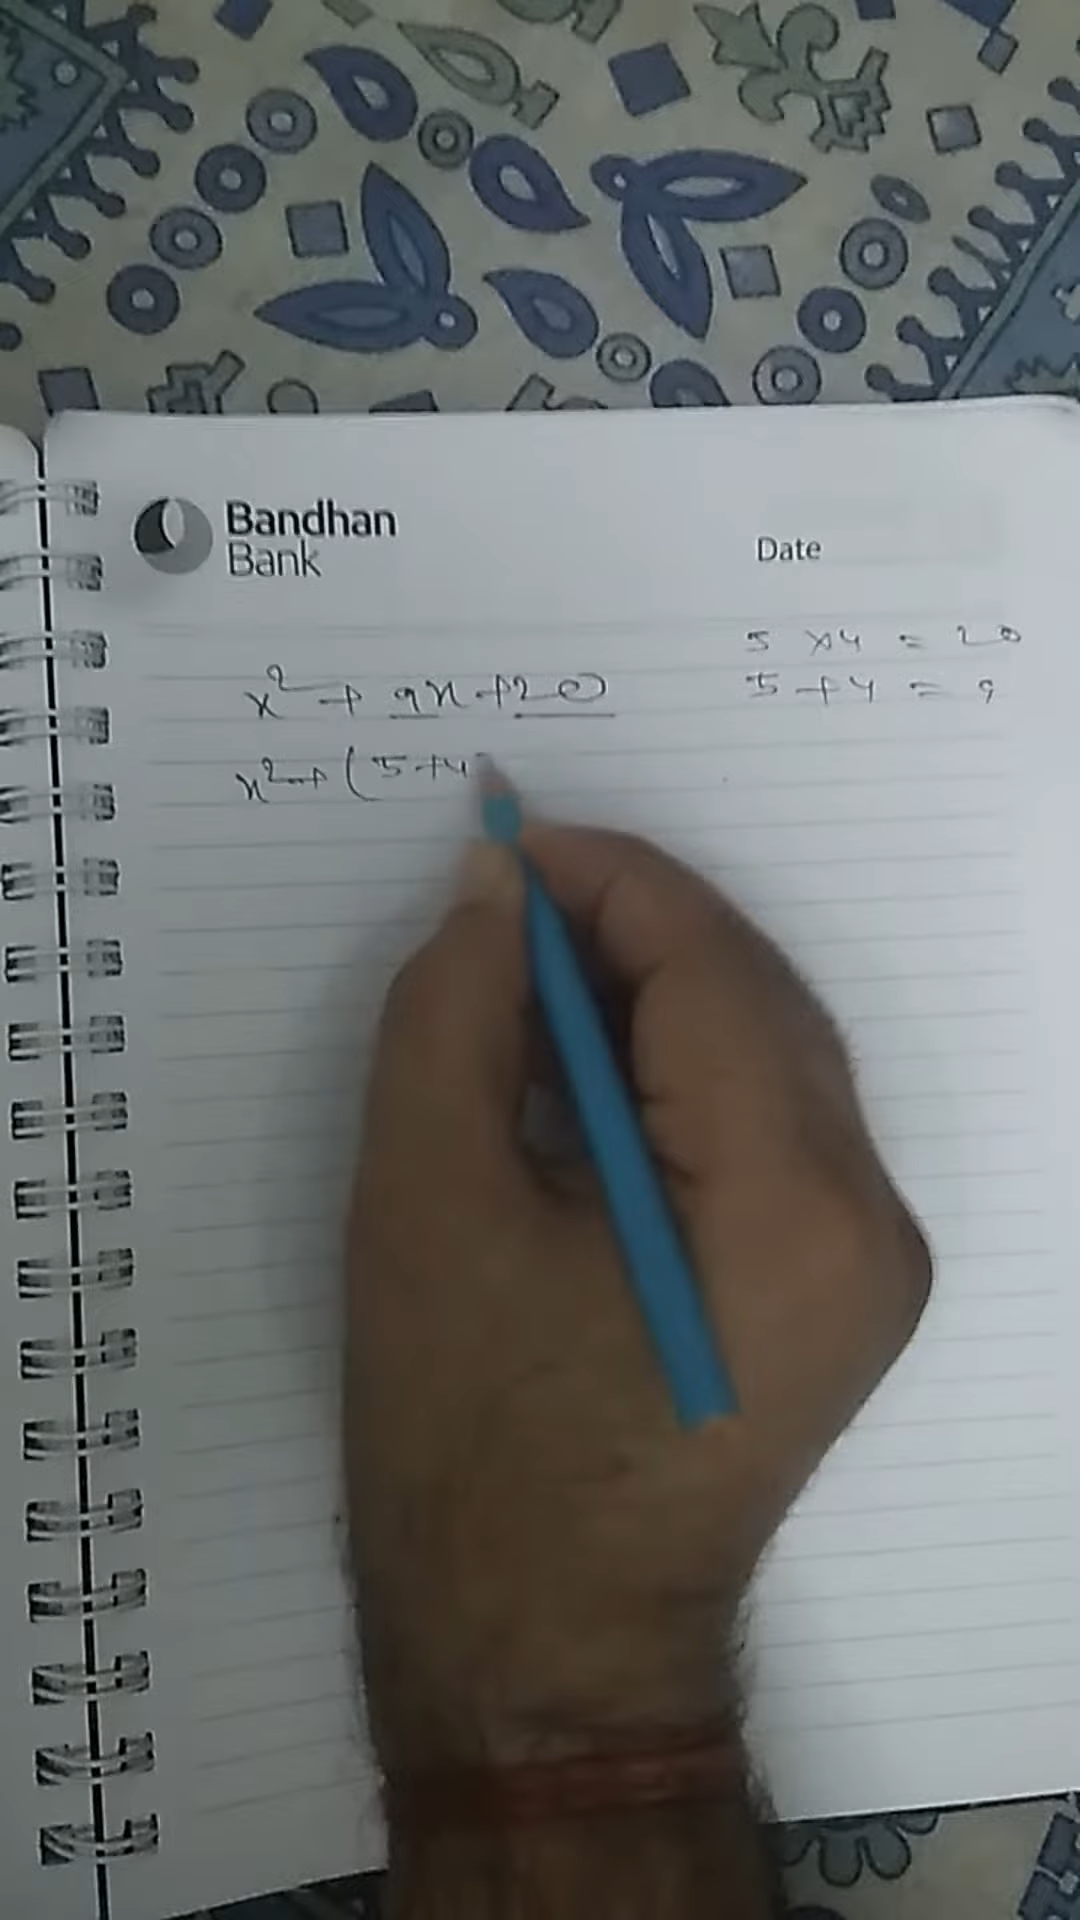 Bandhan
Bank
Date
5 × 4 = 20
x² + 9x + 20
5 + 4 = 9
x² + (5+4)